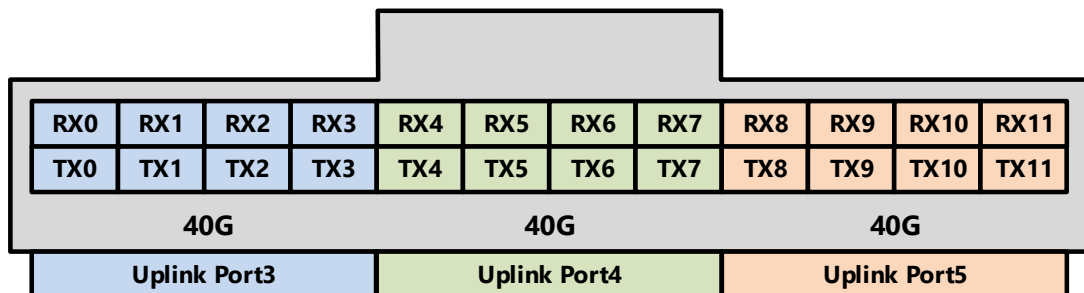 RX0 RX1 RX2 RX3 RX4 RX5 RX6 RX7 RX8 RX9 RX10 RX11
TX0 TX1 TX2 TX3 TX4 TX5 TX6 TX7 TX8 TX9 TX10 TX11
40G 40G 40G
Uplink Port3 Uplink Port4 Uplink Port5